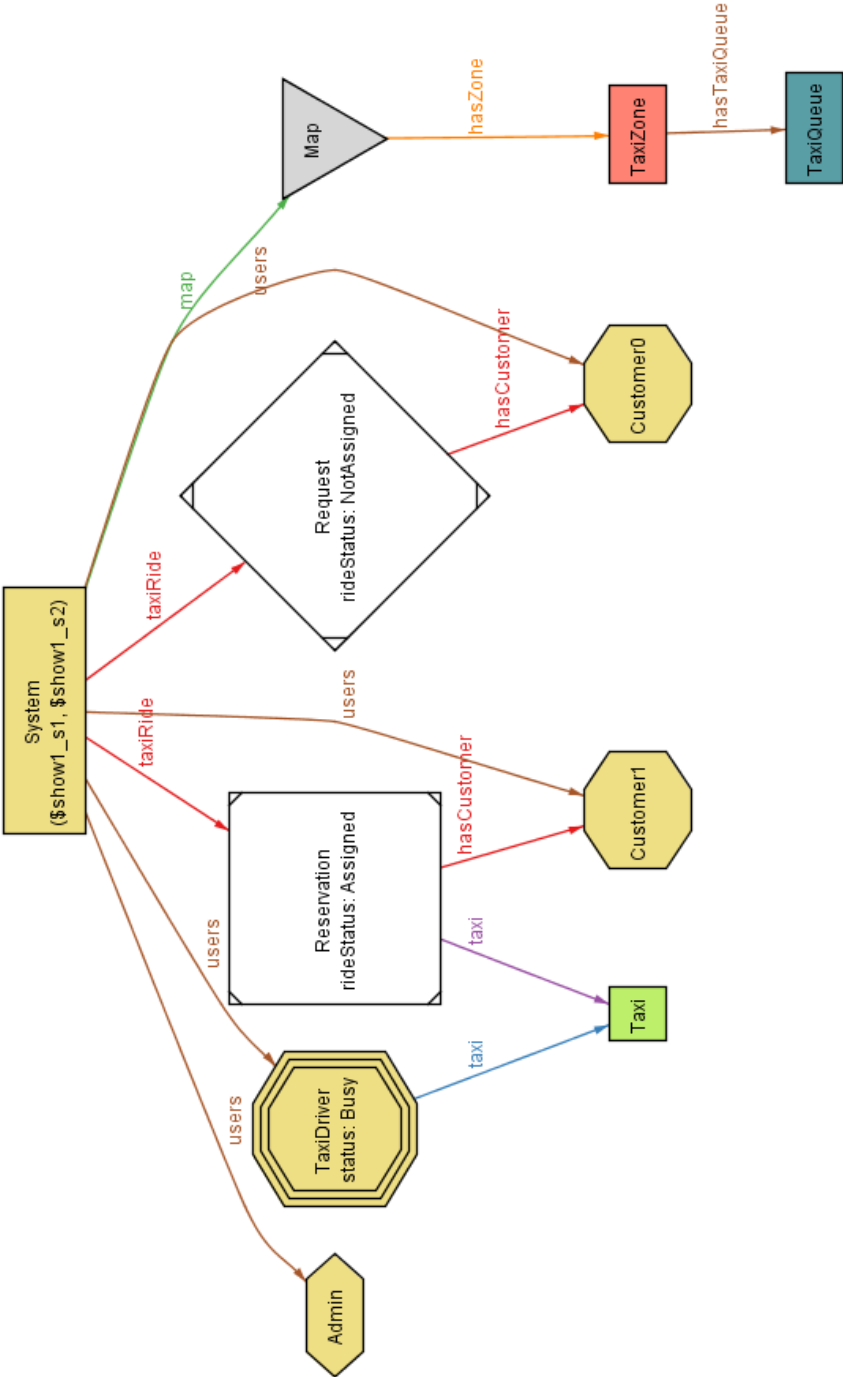 System
($show1_s1, $show1_s2)
users
users
taxiRide
users
taxiRide
map
users
Admin
TaxiDriver
status: Busy
Reservation
rideStatus: Assigned
Request
rideStatus: NotAssigned
Map
taxi
taxi
hasCustomer
hasCustomer
hasZone
Taxi
Customer1
Customer0
TaxiZone
hasTaxiQueue
TaxiQueue